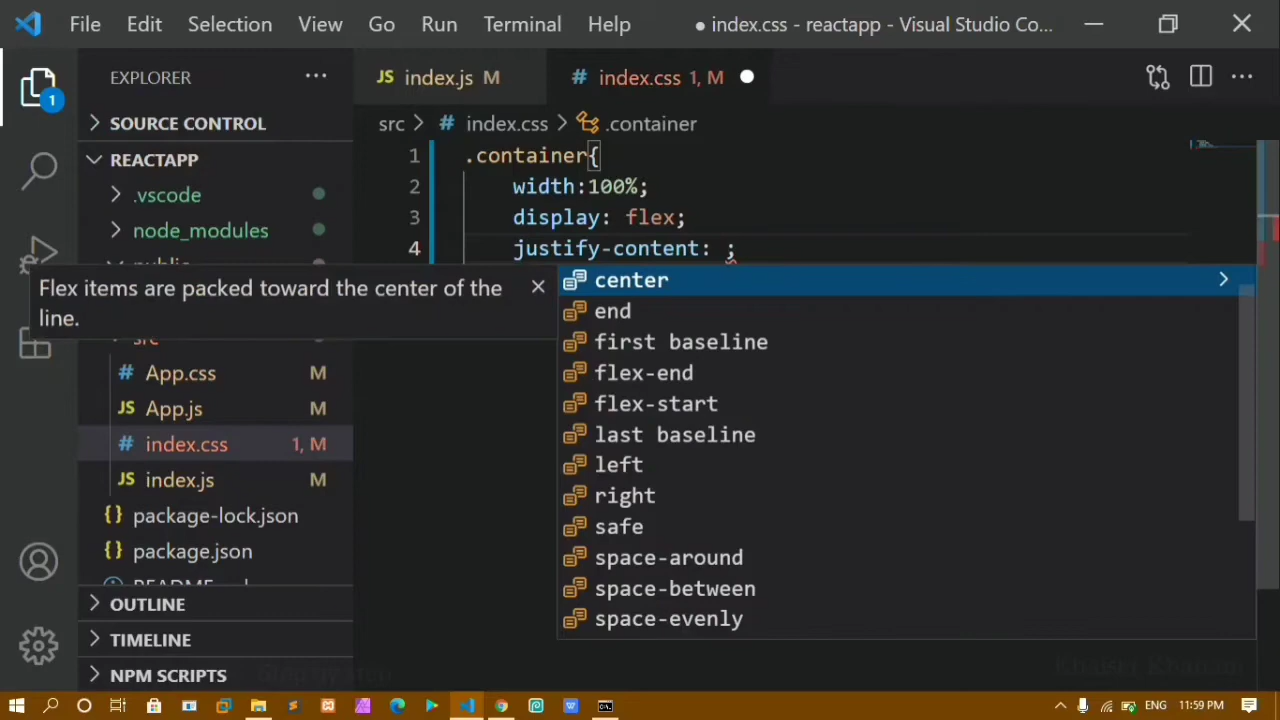 File Edit Selection View Go Run Terminal Help
● index.css - reactapp - Visual Studio Co...
EXPLORER
JS index.js M
# index.css 1, M
src > # index.css > .container
SOURCE CONTROL
REACTAPP
.vscode
node_modules
src
# App.css M
JS App.js M
# index.css 1, M
JS index.js M
{} package-lock.json
{} package.json
OUTLINE
TIMELINE
NPM SCRIPTS
1
1 .container{
2 width:100%;
3 display: flex;
4 justify-content: ;
Flex items are packed toward the center of the
line.
center
end
first baseline
flex-end
flex-start
last baseline
left
right
safe
space-around
space-between
space-evenly
ENG 11:59 PM